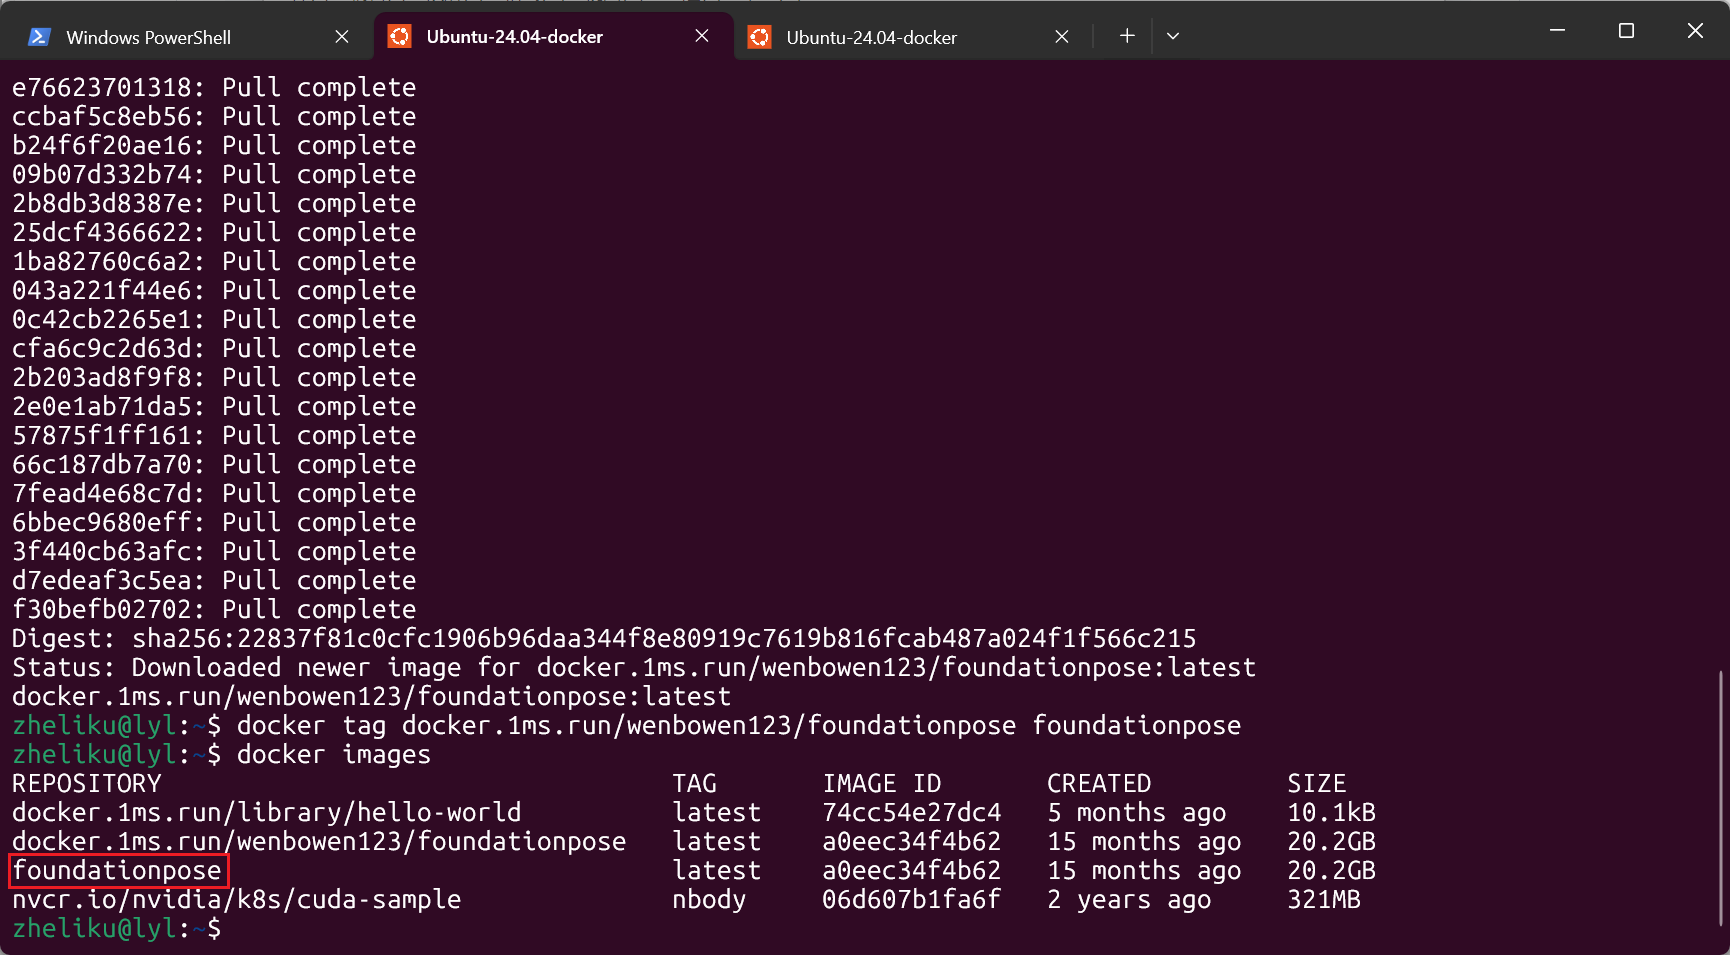 Windows PowerShell
Ubuntu-24.04-docker
Ubuntu-24.04-docker
e76623701318: Pull complete
ccbaf5c8eb56: Pull complete
b24f6f20ae16: Pull complete
09b07d332b74: Pull complete
2b8db3d8387e: Pull complete
25dcf4366622: Pull complete
1ba82760c6a2: Pull complete
043a221f44e6: Pull complete
0c42cb2265e1: Pull complete
cfa6c9c2d63d: Pull complete
2b203ad8f9f8: Pull complete
2e0e1ab71da5: Pull complete
57875f1ff161: Pull complete
66c187db7a70: Pull complete
7fead4e68c7d: Pull complete
6bbec9680eff: Pull complete
3f440cb63afc: Pull complete
d7edeaf3c5ea: Pull complete
f30befb02702: Pull complete
Digest: sha256:22837f81c0cfc1906b96daa344f8e80919c7619b816fcab487a024f1f566c215
Status: Downloaded newer image for docker.1ms.run/wenbowen123/foundationpose:latest
docker.1ms.run/wenbowen123/foundationpose:latest
zheliku@lyl:~$ docker tag docker.1ms.run/wenbowen123/foundationpose foundationpose
zheliku@lyl:~$ docker images
REPOSITORY TAG IMAGE ID CREATED SIZE
docker.1ms.run/library/hello-world latest 74cc54e27dc4 5 months ago 10.1kB
docker.1ms.run/wenbowen123/foundationpose latest a0eec34f4b62 15 months ago 20.2GB
foundationpose latest a0eec34f4b62 15 months ago 20.2GB
nvcr.io/nvidia/k8s/cuda-sample nbody 06d607b1fa6f 2 years ago 321MB
zheliku@lyl:~$